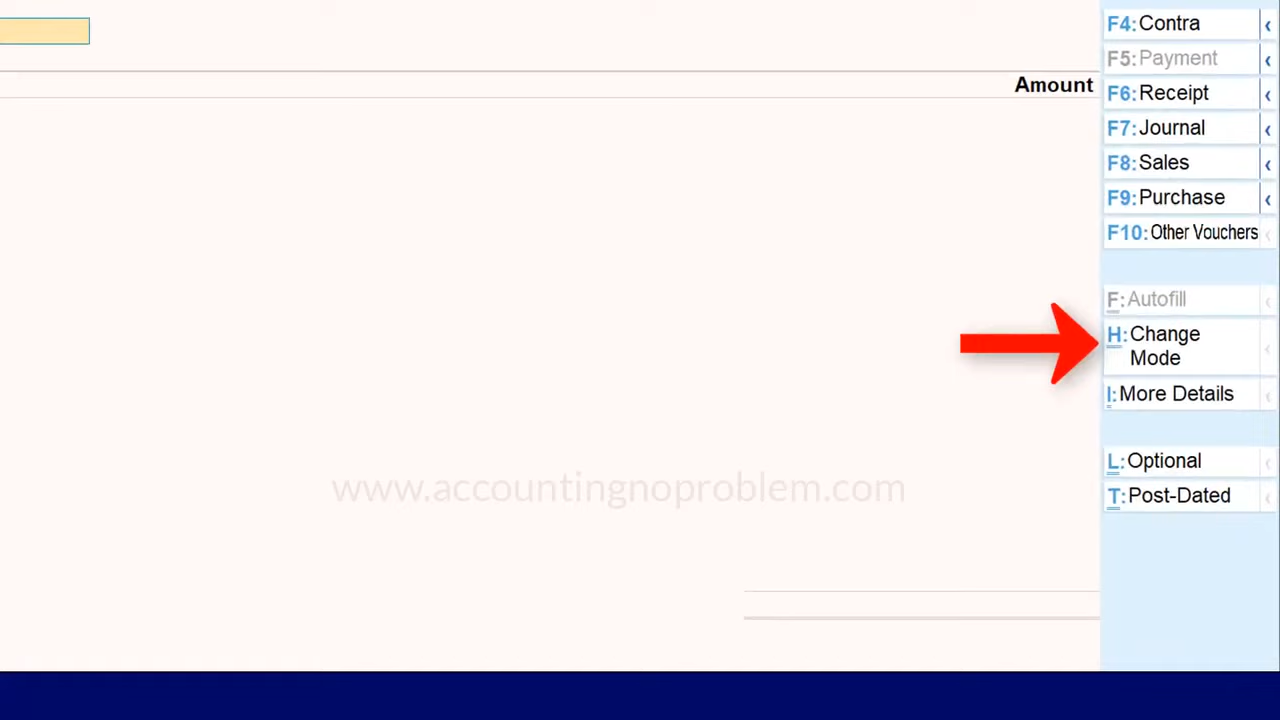 F4: Contra
F5: Payment
Amount
F6: Receipt
F7: Journal
F8: Sales
F9: Purchase
F10: Other Vouchers
F: Autofill
H: Change
Mode
I: More Details
L: Optional
www.accountingnoproblem.com
T: Post-Dated